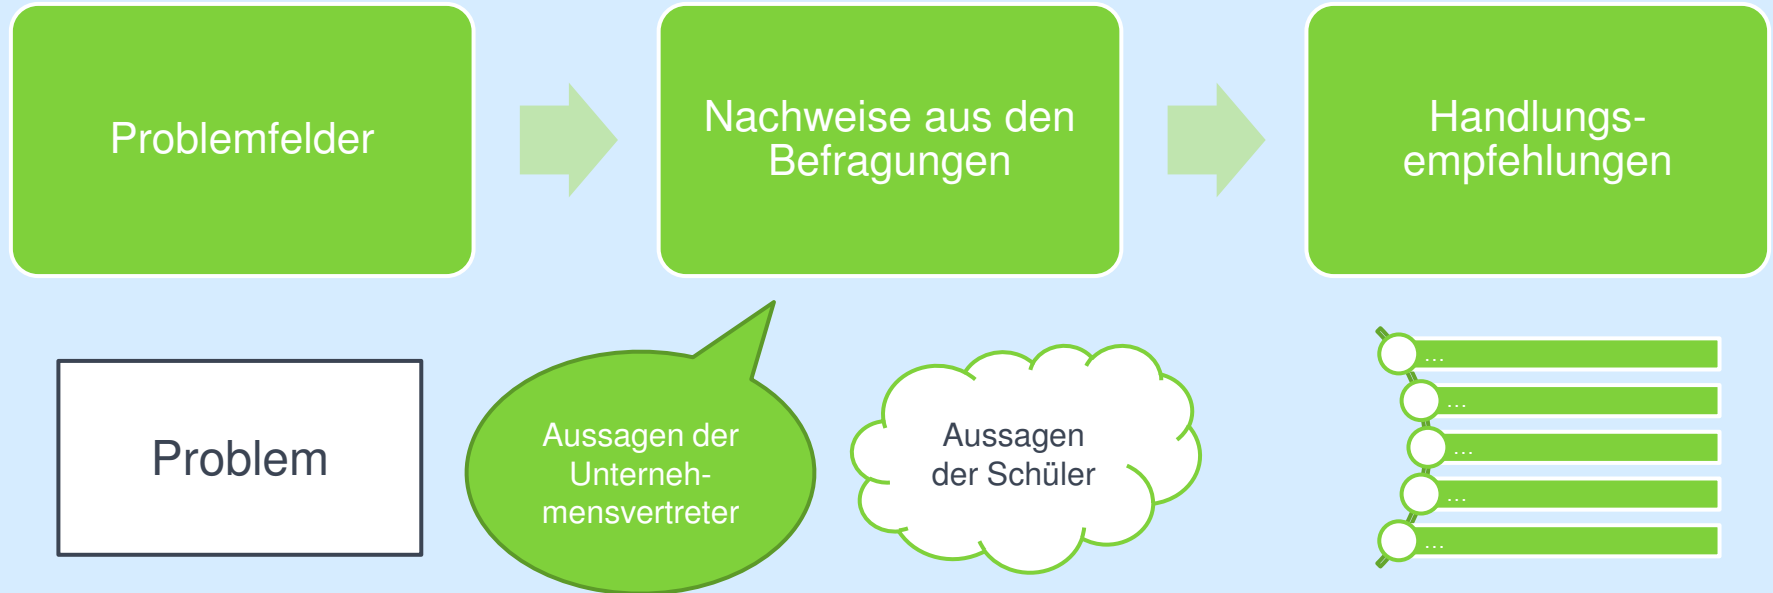 Problemfelder
Nachweise aus den
Befragungen
Handlungs-
empfehlungen
Problem
Aussagen der
Unterneh-
mensvertreter
Aussagen
der Schüler
...
...
...
...
...